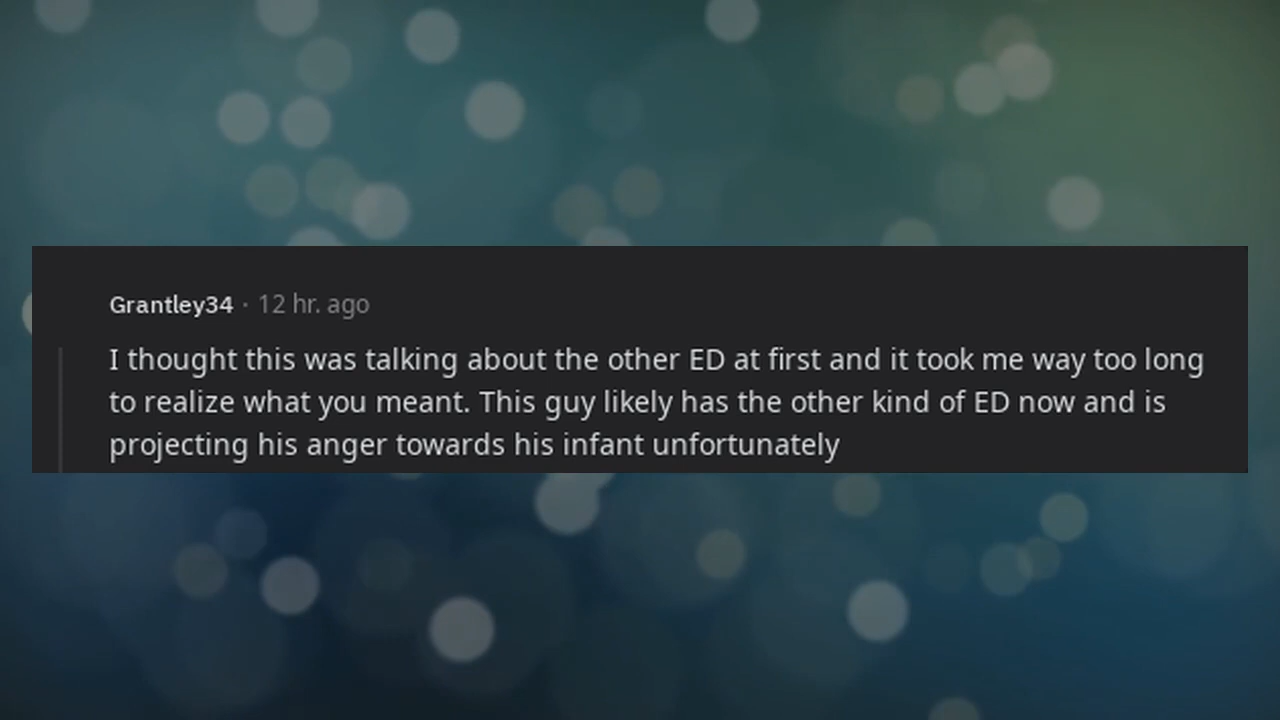 Grantley34 · 12 hr. ago
I thought this was talking about the other ED at first and it took me way too long
to realize what you meant. This guy likely has the other kind of ED now and is
projecting his anger towards his infant unfortunately